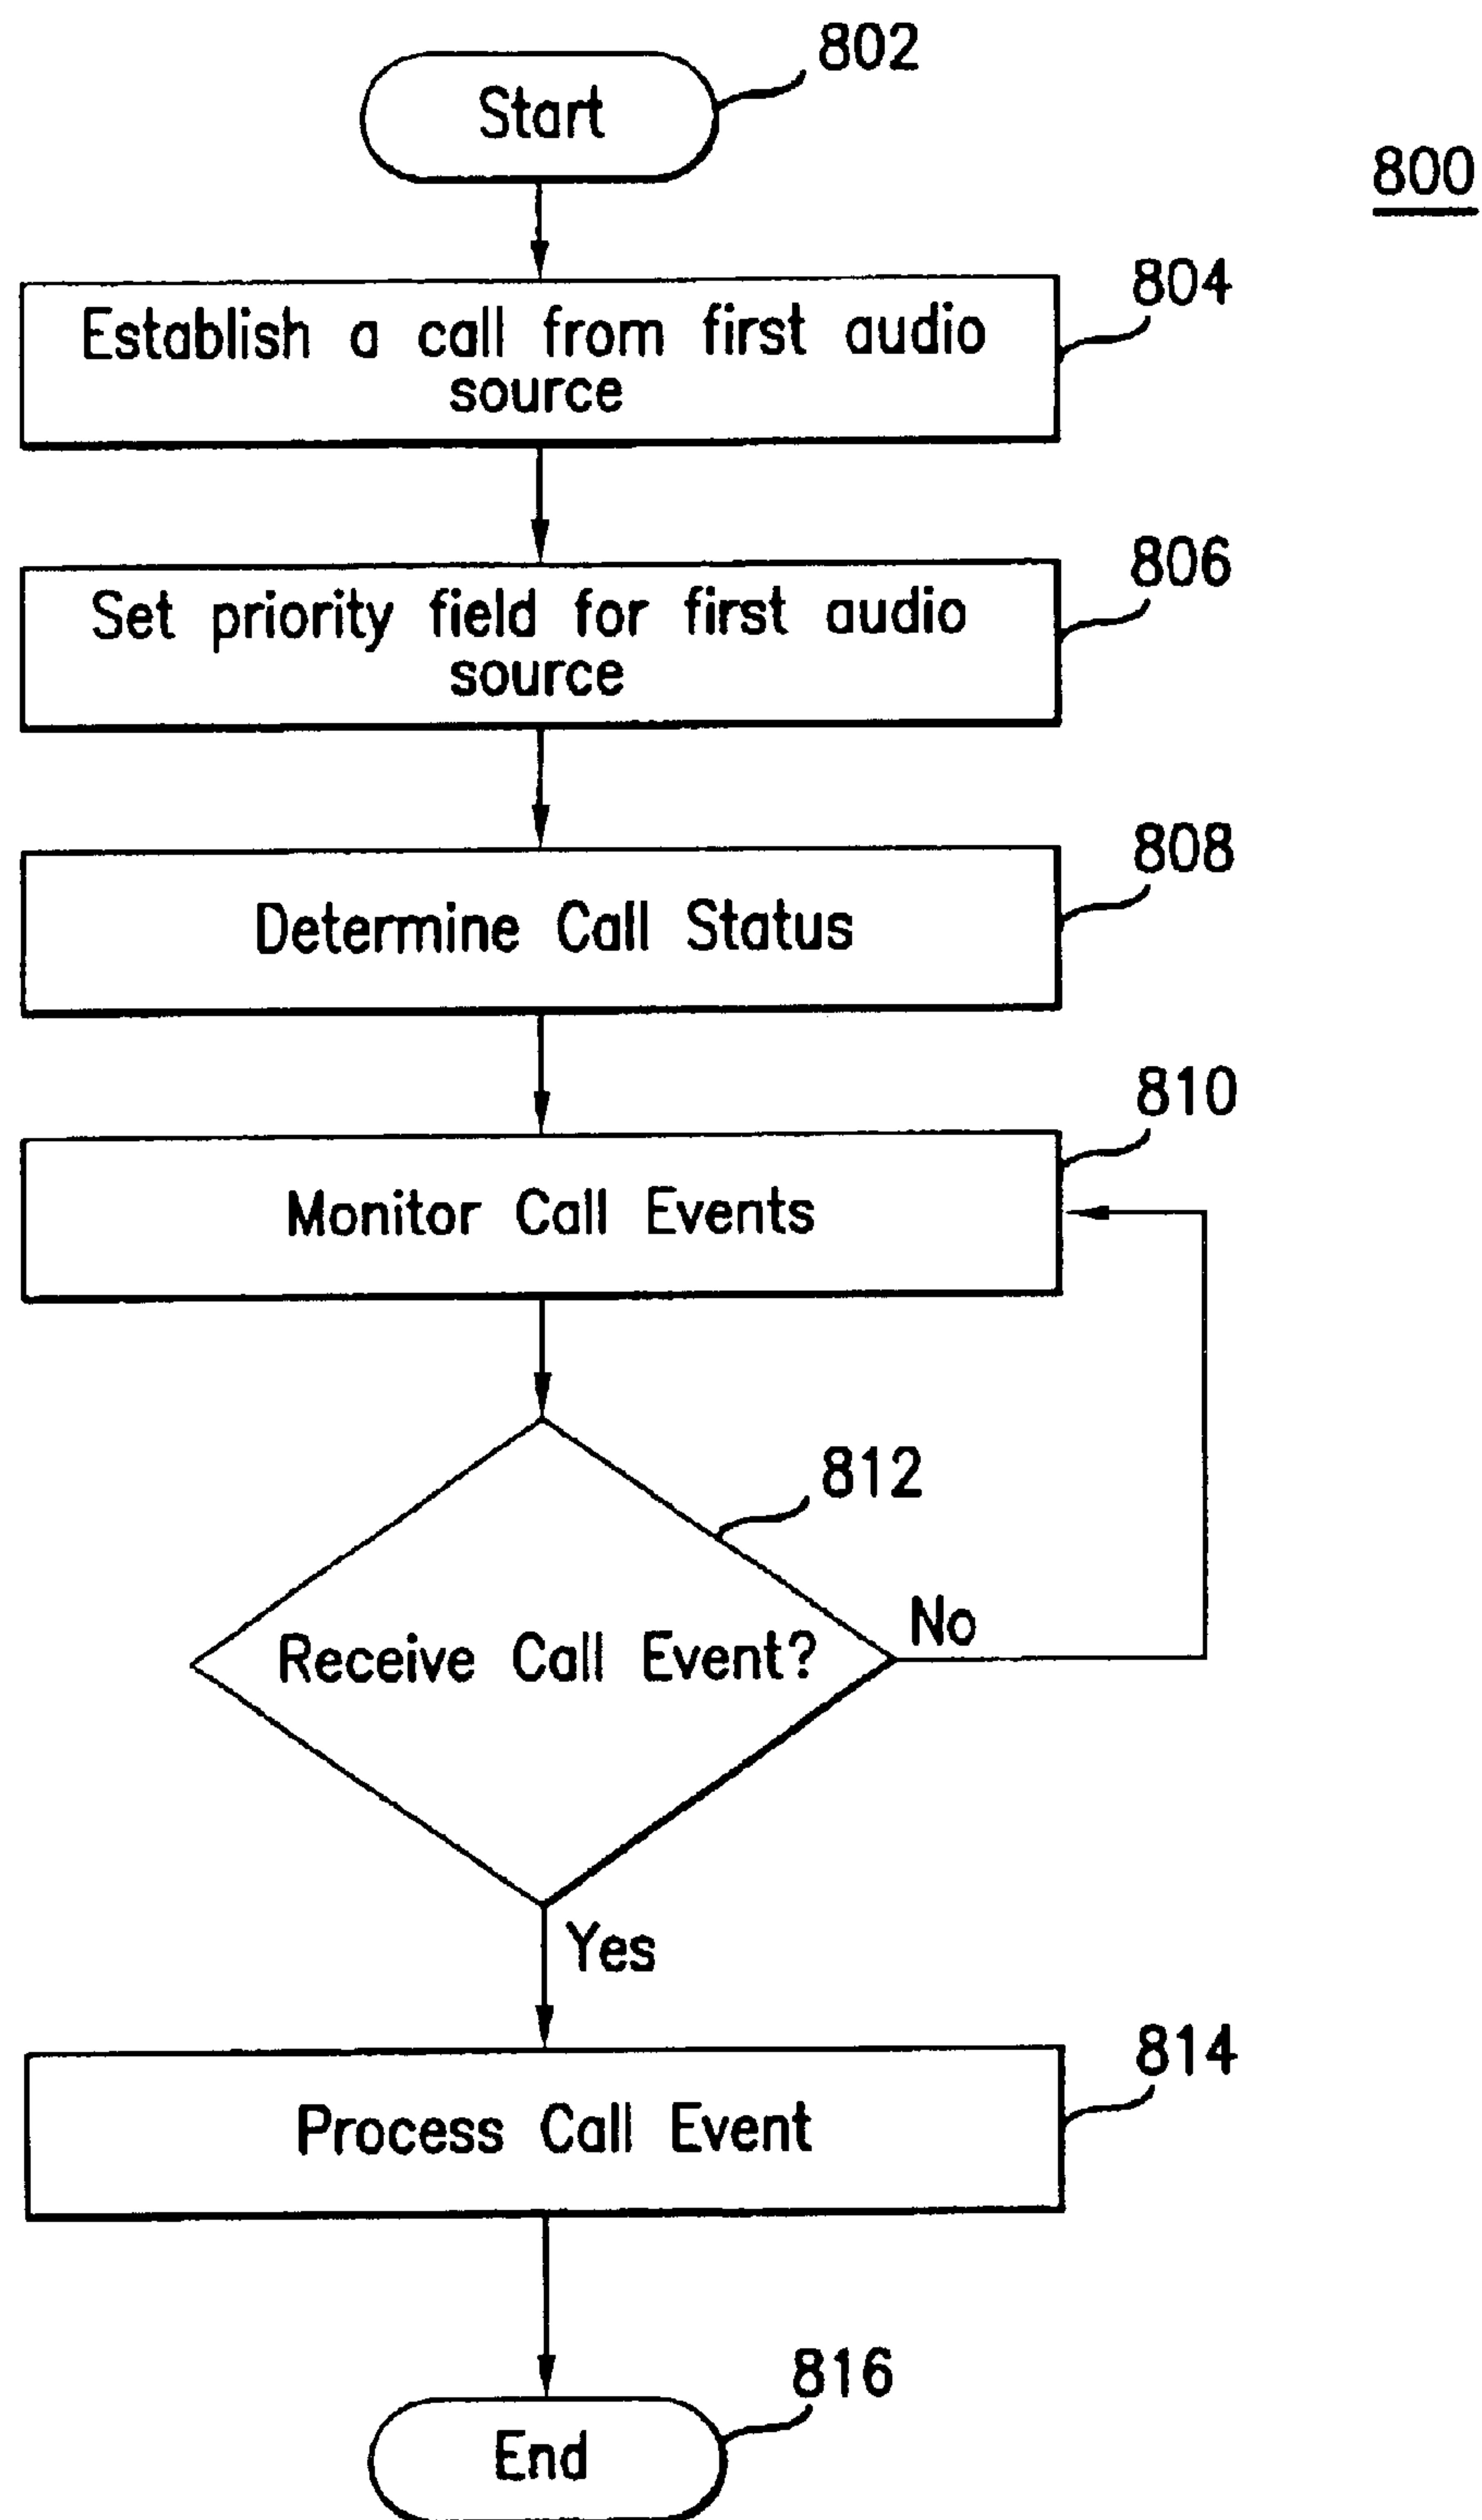 802
Start
800
804
Establish a call from first audio
source
806
Set priority field for first audio
source
808
Determine Call Status
810
Monitor Call Events
812
No
Receive Call Event?
Yes
814
Process Call Event
816
End